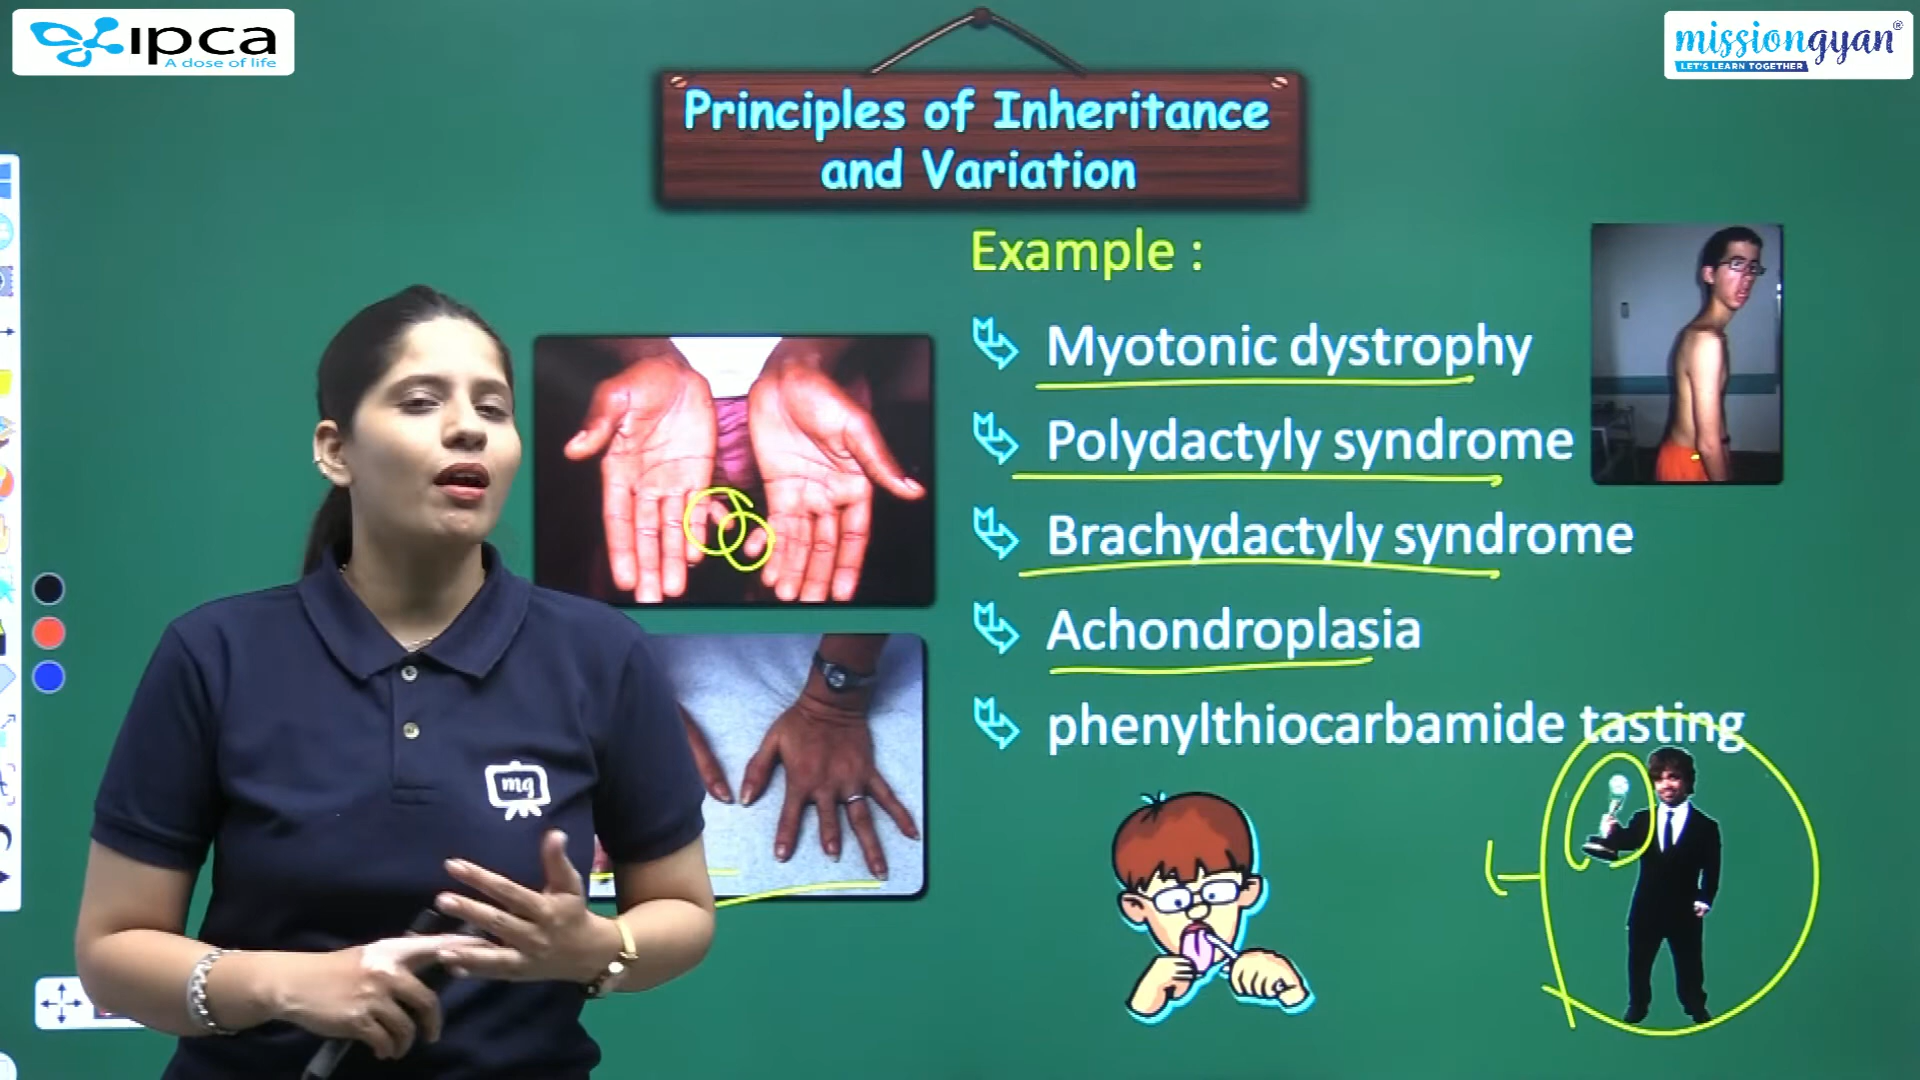 ipca
A dose of life
missiongyan®
LET'S LEARN TOGETHER
Principles of Inheritance
and Variation
Example :
Myotonic dystrophy
Polydactyly syndrome
Brachydactyly syndrome
Achondroplasia
phenylthiocarbamide tasting
mg